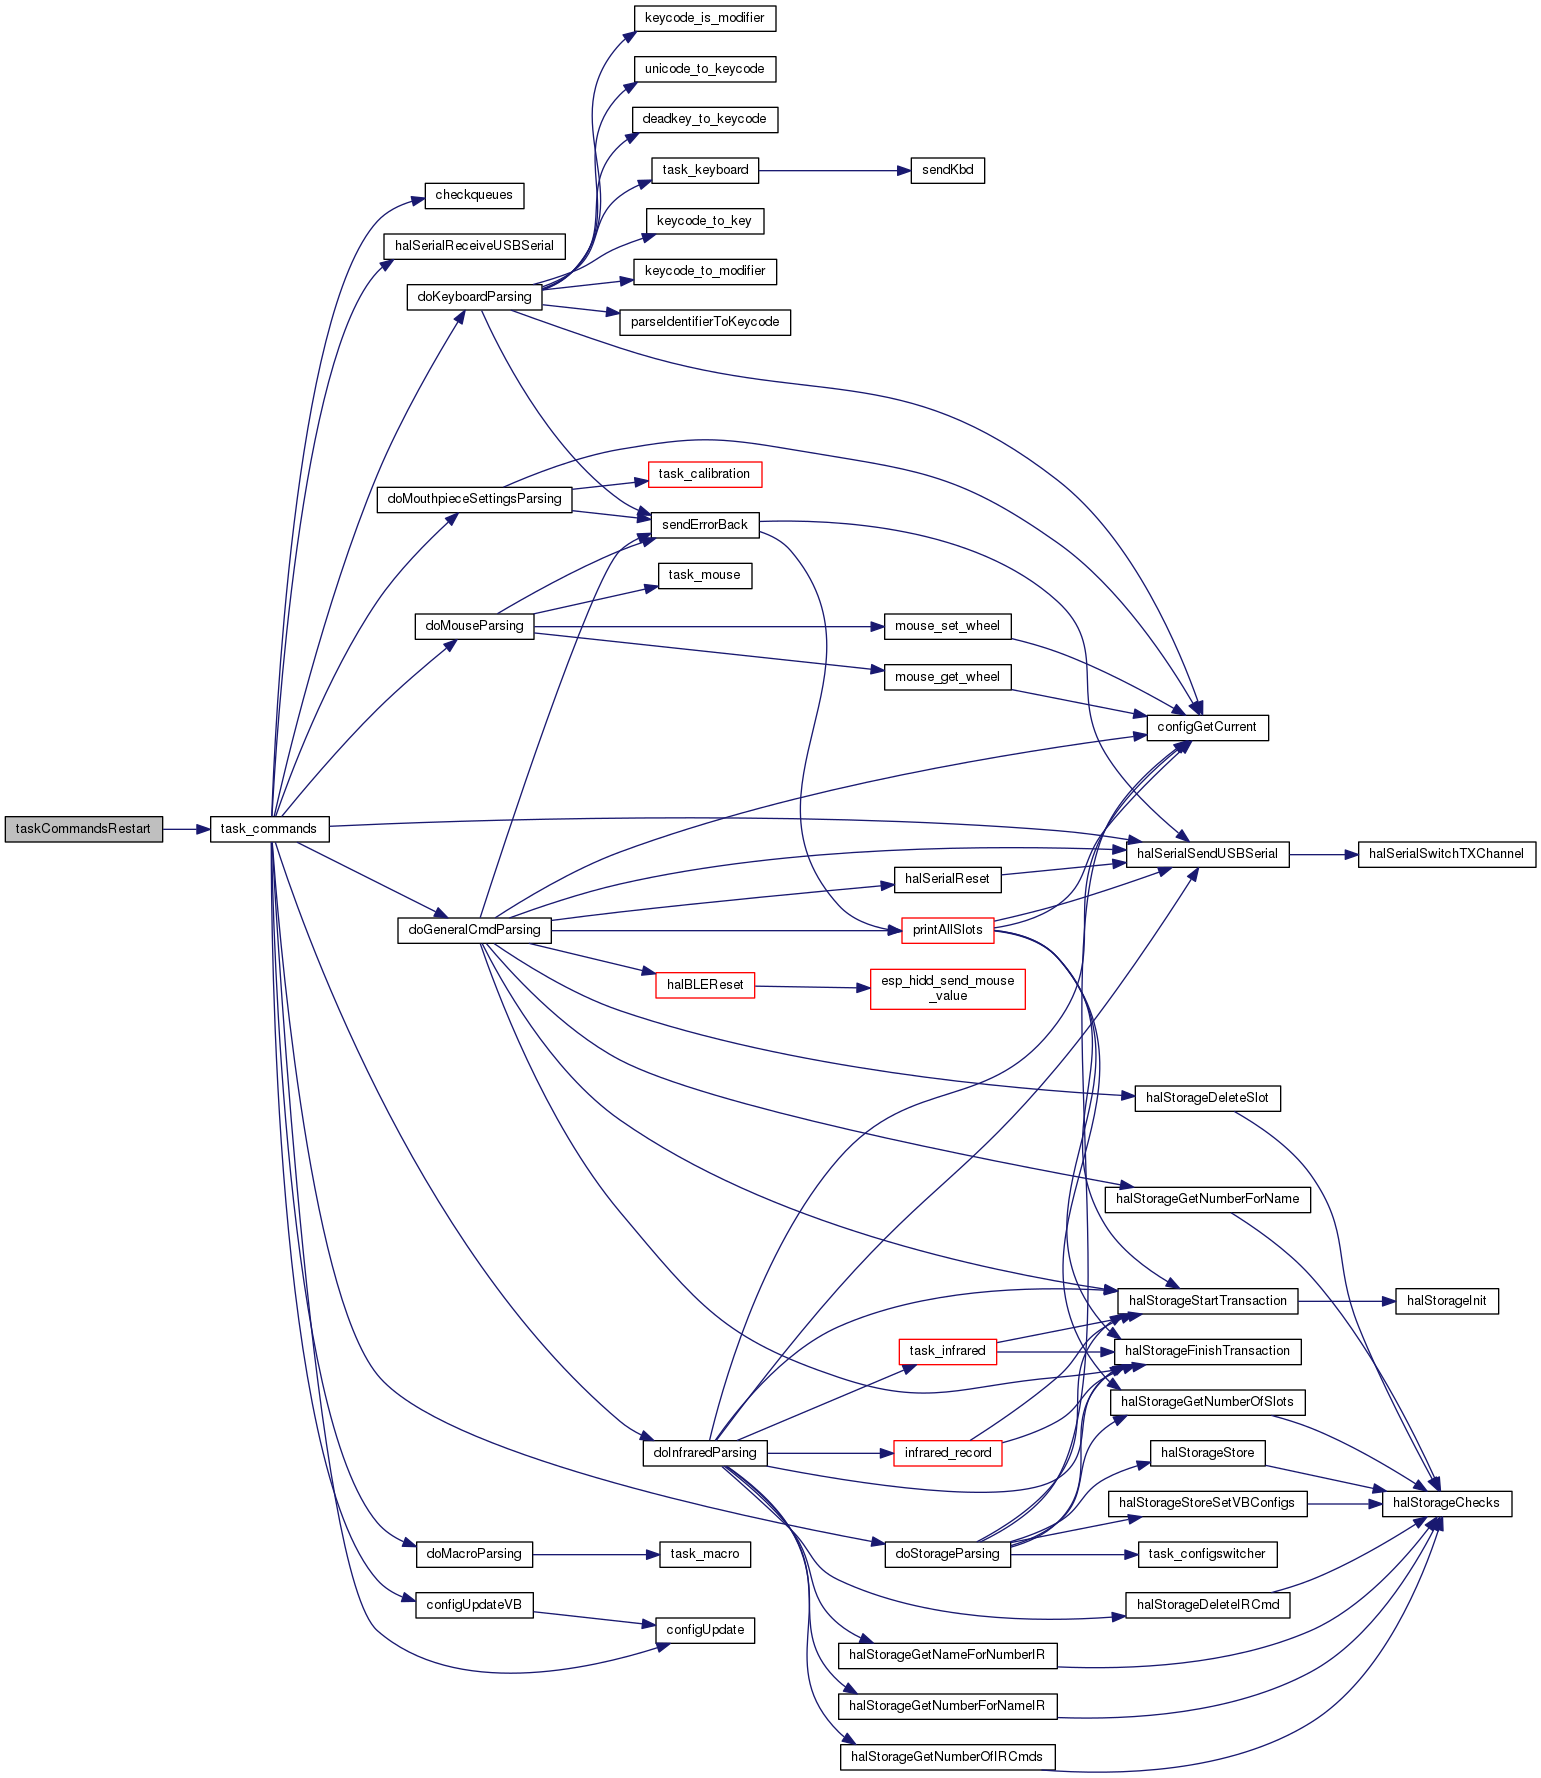 keycode_is_modifier
unicode_to_keycode
deadkey_to_keycode
task_keyboard
sendKbd
checkqueues
keycode_to_key
halSerialReceiveUSBSerial
keycode_to_modifier
doKeyboardParsing
parseIdentifierToKeycode
task_calibration
doMouthpieceSettingsParsing
sendErrorBack
task_mouse
doMouseParsing
mouse_set_wheel
mouse_get_wheel
configGetCurrent
taskCommandsRestart
task_commands
halSerialSendUSBSerial
halSerialSwitchTXChannel
halSerialReset
doGeneralCmdParsing
printAllSlots
halBLEReset
esp_hidd_send_mouse
_value
halStorageDeleteSlot
halStorageGetNumberForName
halStorageStartTransaction
halStorageInit
task_infrared
halStorageFinishTransaction
halStorageGetNumberOfSlots
doInfraredParsing
infrared_record
halStorageStore
halStorageStoreSetVBConfigs
halStorageChecks
doMacroParsing
task_macro
doStorageParsing
task_configswitcher
configUpdateVB
halStorageDeleteIRCmd
configUpdate
halStorageGetNameForNumberIR
halStorageGetNumberForNameIR
halStorageGetNumberOfIRCmds